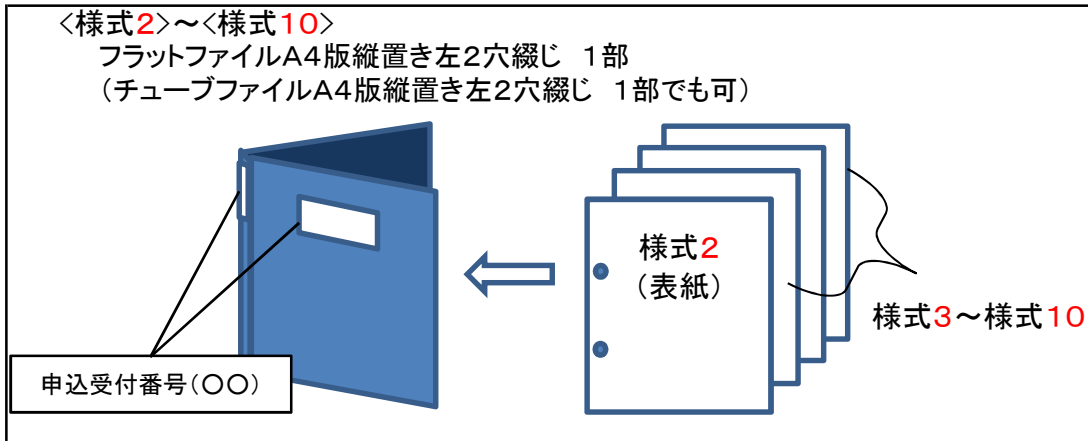 <様式2>～<様式10>
フラットファイルA4版縦置き左2穴綴じ 1部
(チューブファイルA4版縦置き左2穴綴じ 1部でも可)
様式2
(表紙)
様式3～様式10
申込受付番号(○○)